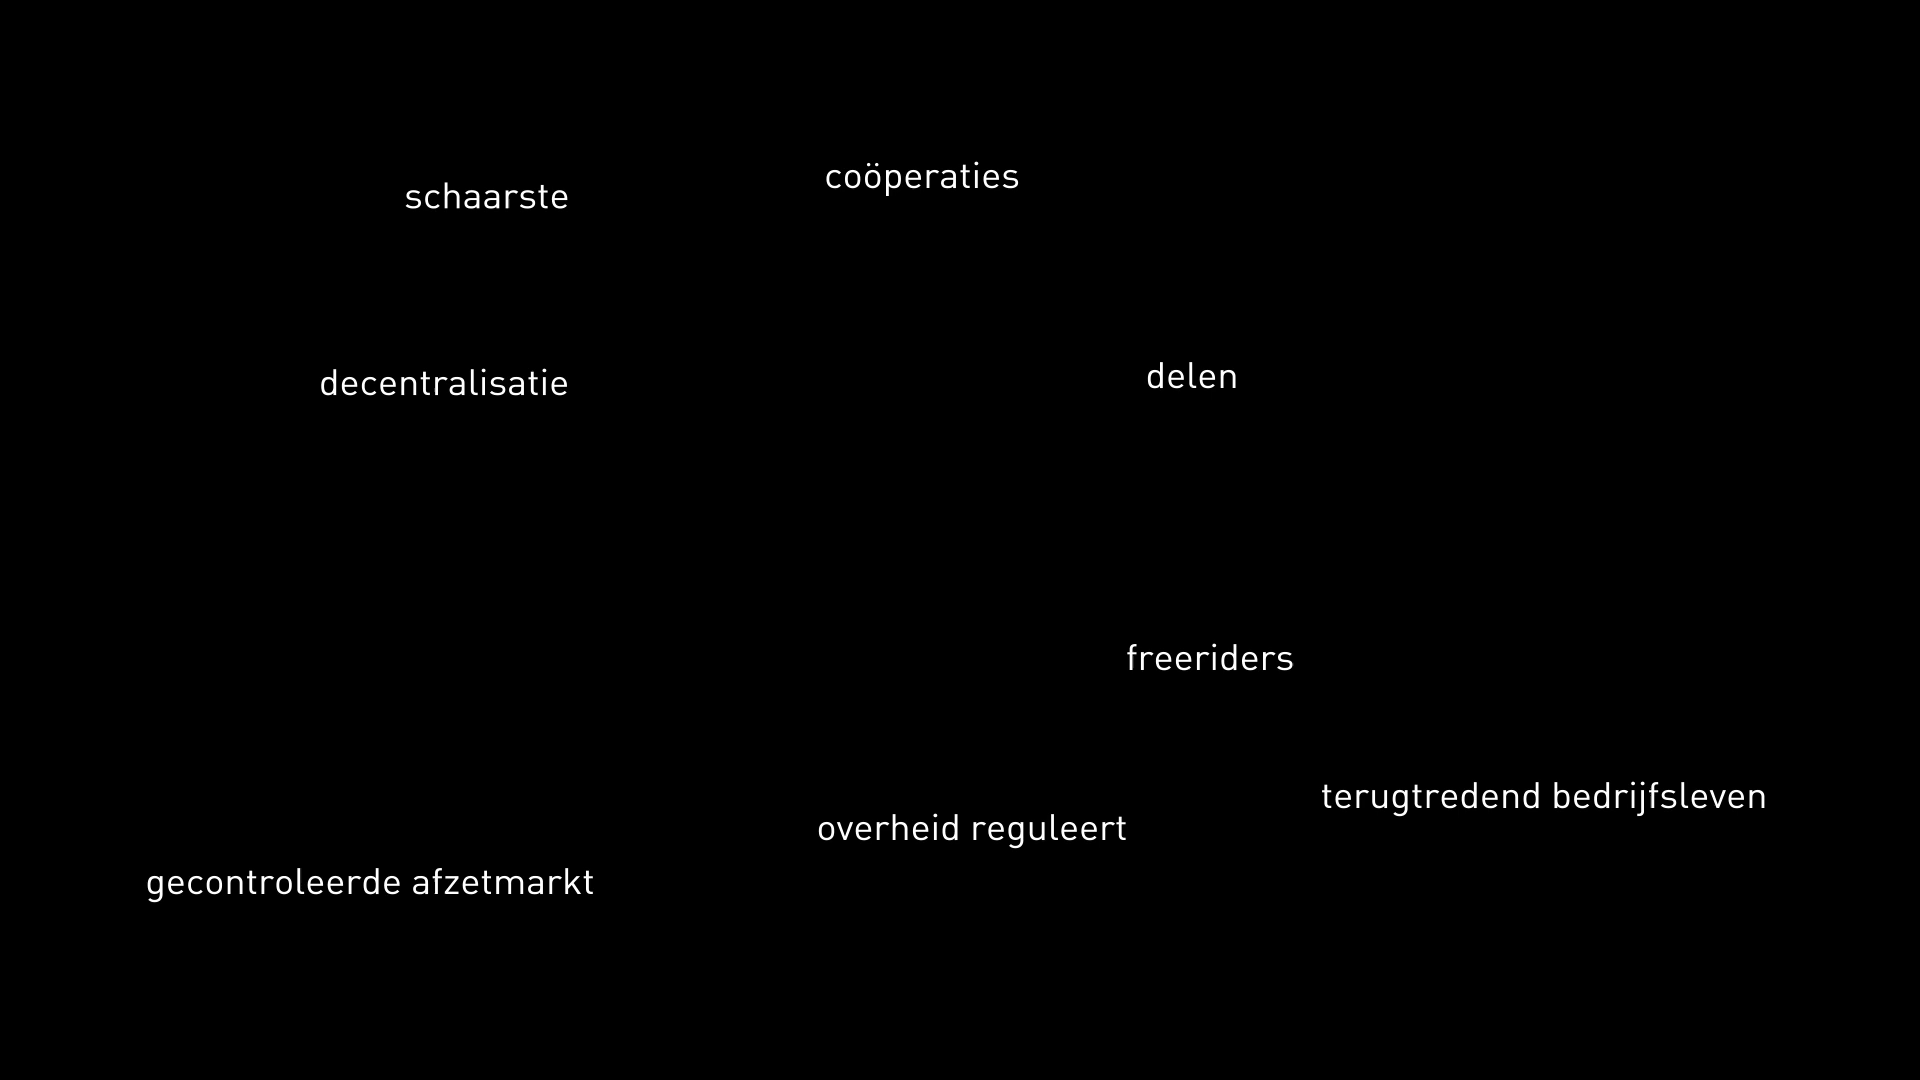 coöperaties
schaarste
delen
decentralisatie
freeriders
terugtredend bedrijfsleven
overheid reguleert
gecontroleerde afzetmarkt